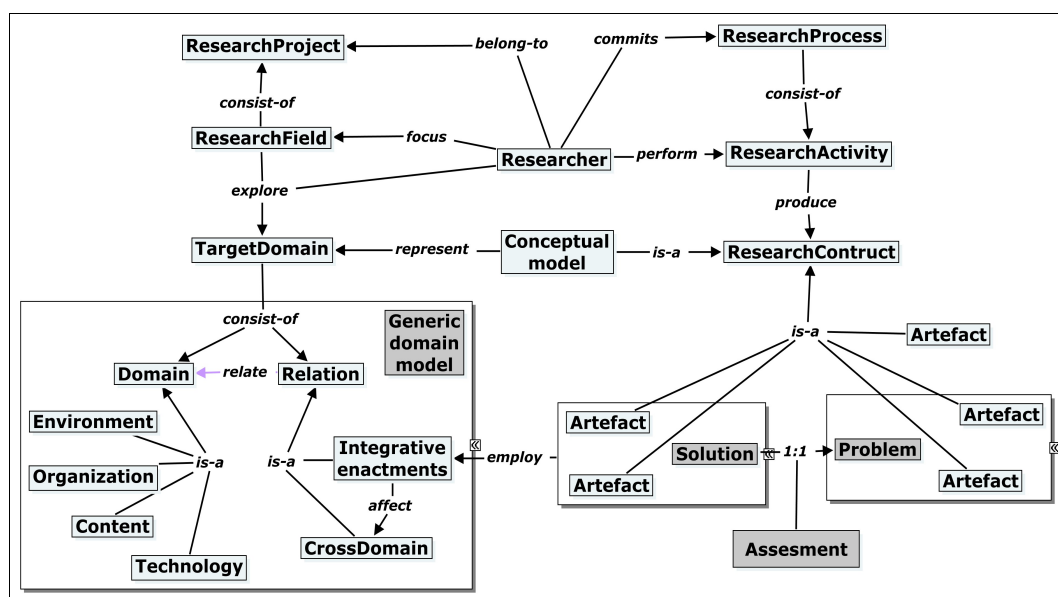 ResearchProject
belong-to
commits
ResearchProcess
consist-of
consist-of
ResearchField
focus
Researcher
perform
ResearchActivity
explore
produce
TargetDomain
represent
Conceptual
model
is-a
ResearchContruct
consist-of
Generic
domain
model
is-a
Artefact
Domain
relate
Relation
Environment
Integrative
enactments
employ
Artefact
Solution
1:1
Problem
Artefact
is-a
is-a
Organization
Artefact
Artefact
affect
Content
CrossDomain
Assesment
Technology